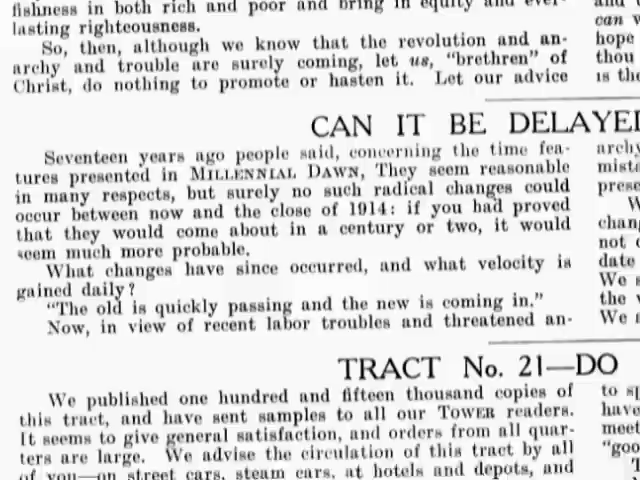 fishness in both rich and poor and bring in equity and ever-
lasting righteousness.
So, then, although we know that the revolution and an-
archy and trouble are surely coming, let us, "brethren" of
Christ, do nothing to promote or hasten it. Let our advice
can
hope
thou
is the
CAN IT BE DELAYED
Seventeen years ago people said, concerning the time fea-
tures presented in MILLENNIAL DAWN, They seem reasonable
in many respects, but surely no such radical changes could
occur between now and the close of 1914: if you had proved
that they would come about in a century or two, it would
seem much more probable.
What changes have since occurred, and what velocity is
gained daily?
"The old is quickly passing and the new is coming in."
Now, in view of recent labor troubles and threatened an-
archy
mista
prese
W
chang
not
date
We s
the
We s
TRACT No. 21—DO
We published one hundred and fifteen thousand copies of
this tract, and have sent samples to all our TOWER readers.
It seems to give general satisfaction, and orders from all quar-
ters are large. We advise the circulation of this tract by all
of you—on street cars, steam cars, at hotels and depots, and
to sp
have
meet
"goo